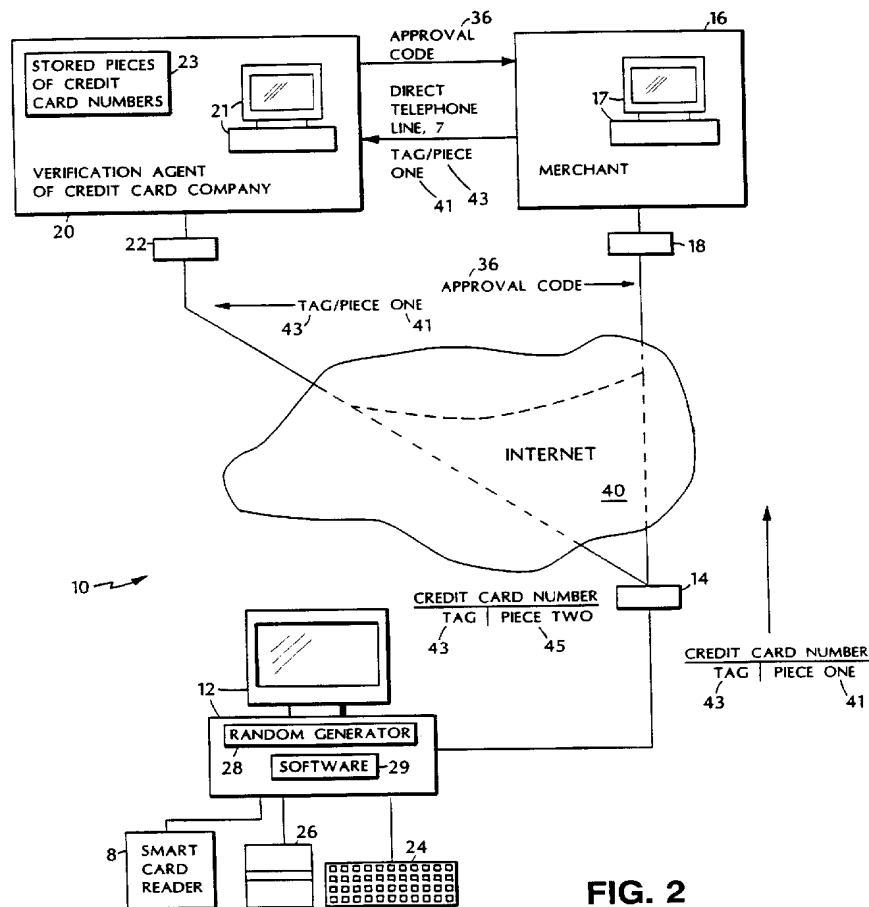 36
APPROVAL
CODE
16
STORED PIECES
OF CREDIT
CARD NUMBERS
23
21
DIRECT
TELEPHONE
LINE, 7
17
VERIFICATION AGENT
OF CREDIT CARD COMPANY
TAG/PIECE
ONE
41
43
MERCHANT
20
22
18
36
APPROVAL CODE
TAG/PIECE ONE
43
41
INTERNET
40
10
14
CREDIT CARD NUMBER
TAG | PIECE TWO
43
45
CREDIT CARD NUMBER
TAG | PIECE ONE
43
41
12
RANDOM GENERATOR
28
SOFTWARE
29
8
SMART
CARD
READER
26
24
FIG. 2